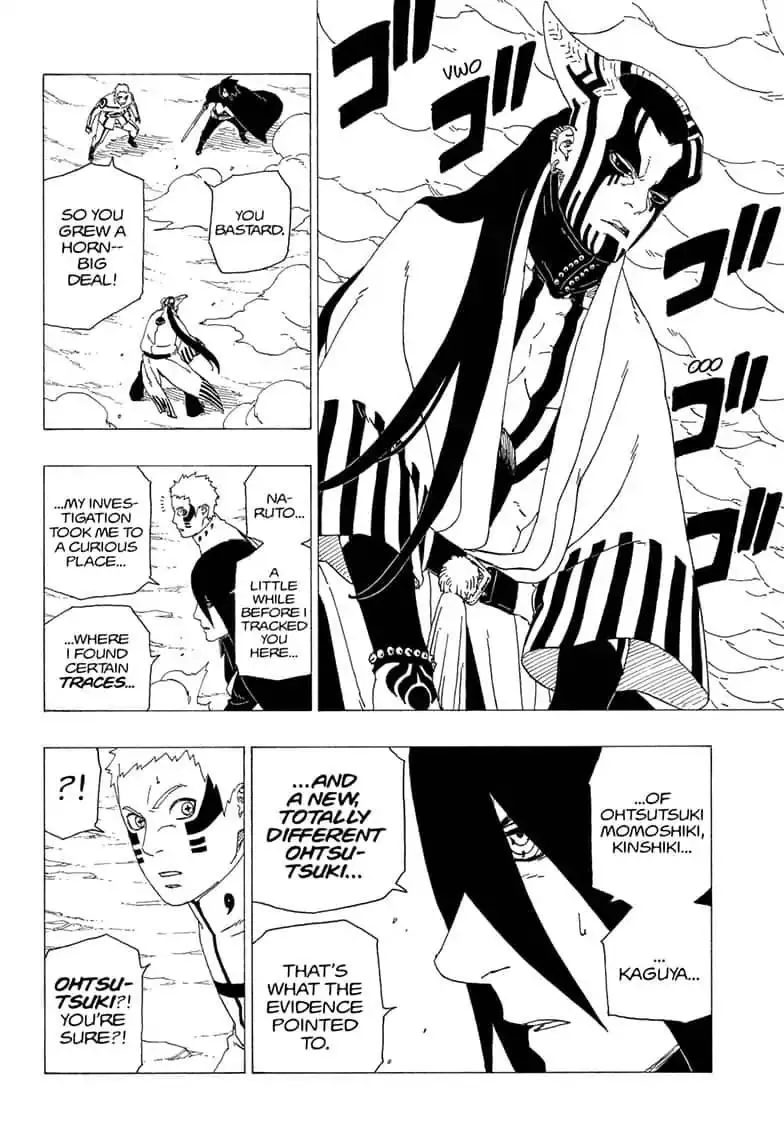 VWO
ゴ
ゴ
ゴ
OOO
ゴ
ゴ
YOU
BASTARD.
SO YOU
GREW A
HORN--
BIG
DEAL!
NA-
RUTO...
A
LITTLE
WHILE
BEFORE I
TRACKED
YOU
HERE...
...MY INVES-
TIGATION
TOOK ME TO
A CURIOUS
PLACE...
...WHERE
I FOUND
CERTAIN
TRACES...
...OF
OHTSUTSUKI
MOMOSHIKI,
KINSHIKI...
...
KAGUYA...
...AND
A NEW,
TOTALLY
DIFFERENT
OHTSU-
TSUKI...
THAT'S
WHAT THE
EVIDENCE
POINTED
TO.
?!
OHTSU-
TSUKI?!
YOU'RE
SURE?!